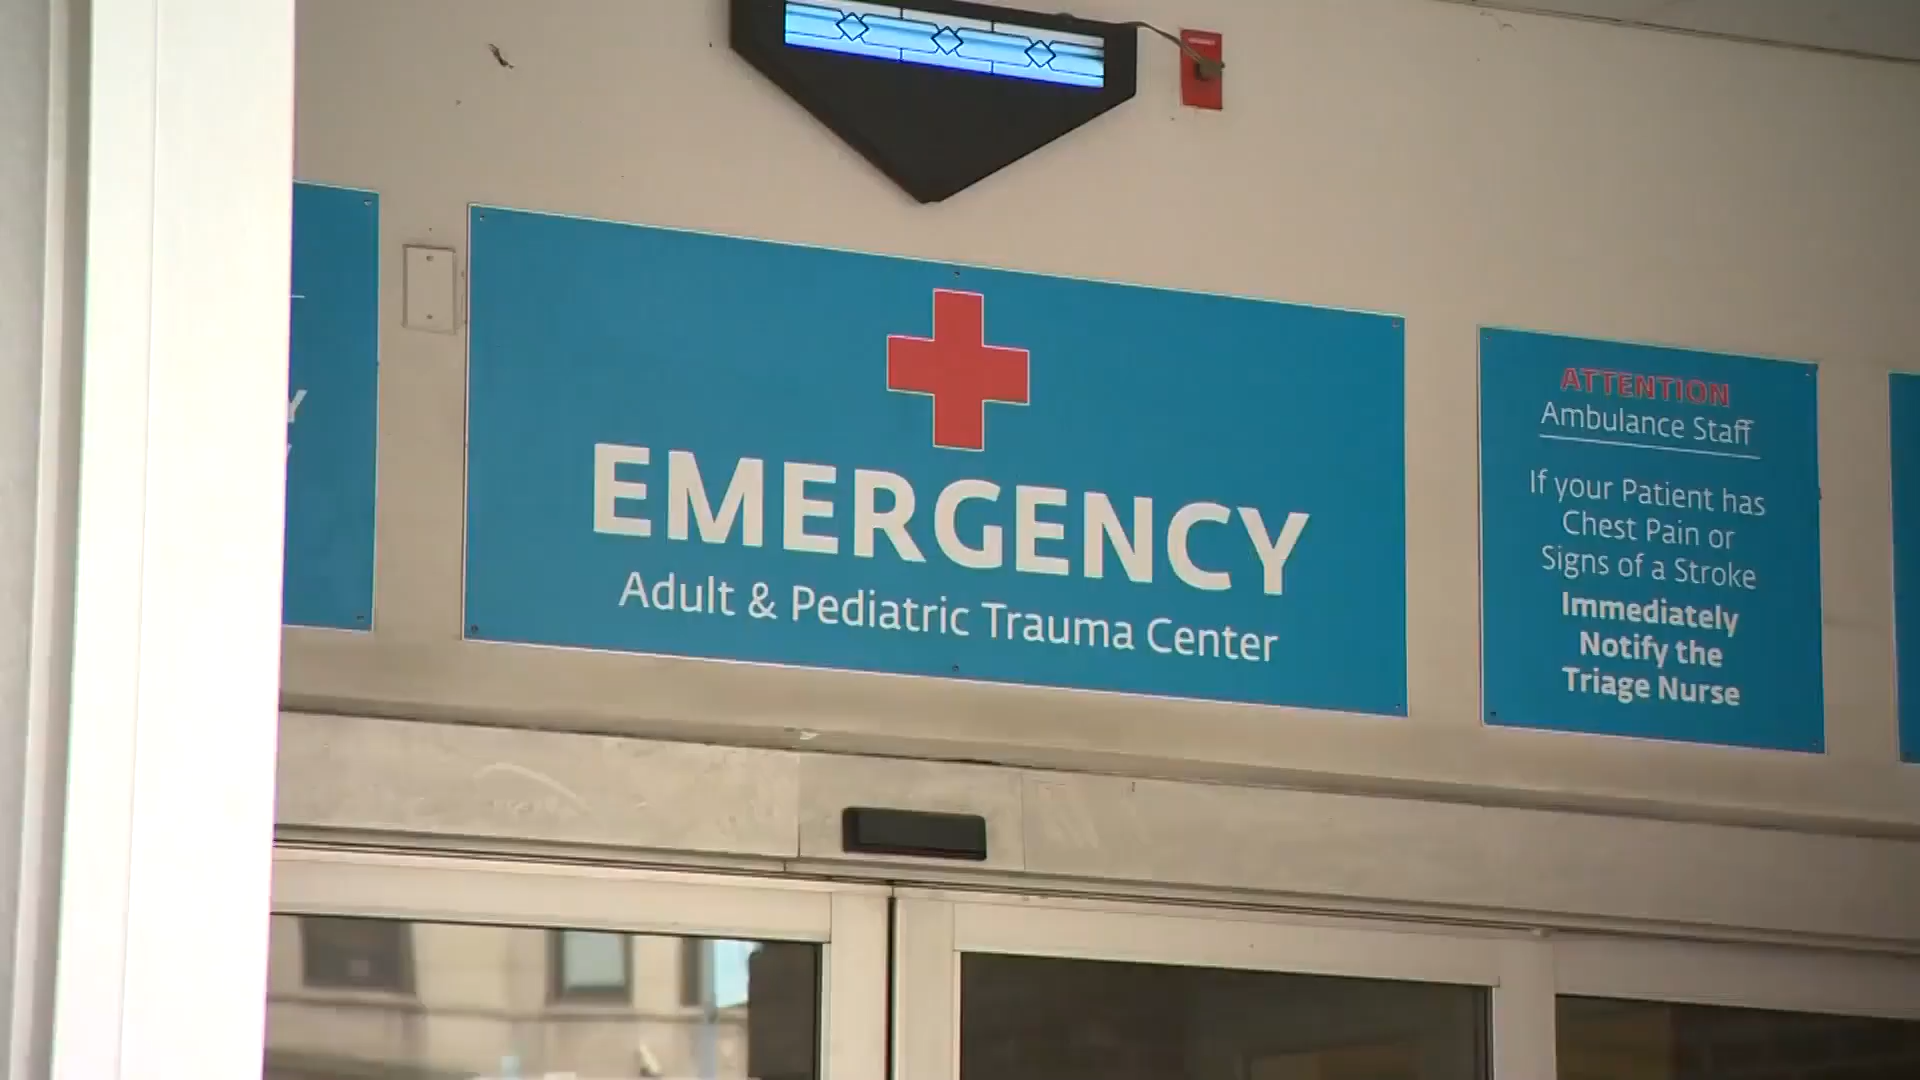 Y
EMERGENCY
Adult & Pediatric Trauma Center
ATTENTION
Ambulance Staff
If your Patient has
Chest Pain or
Signs of a Stroke
Immediately
Notify the
Triage Nurse